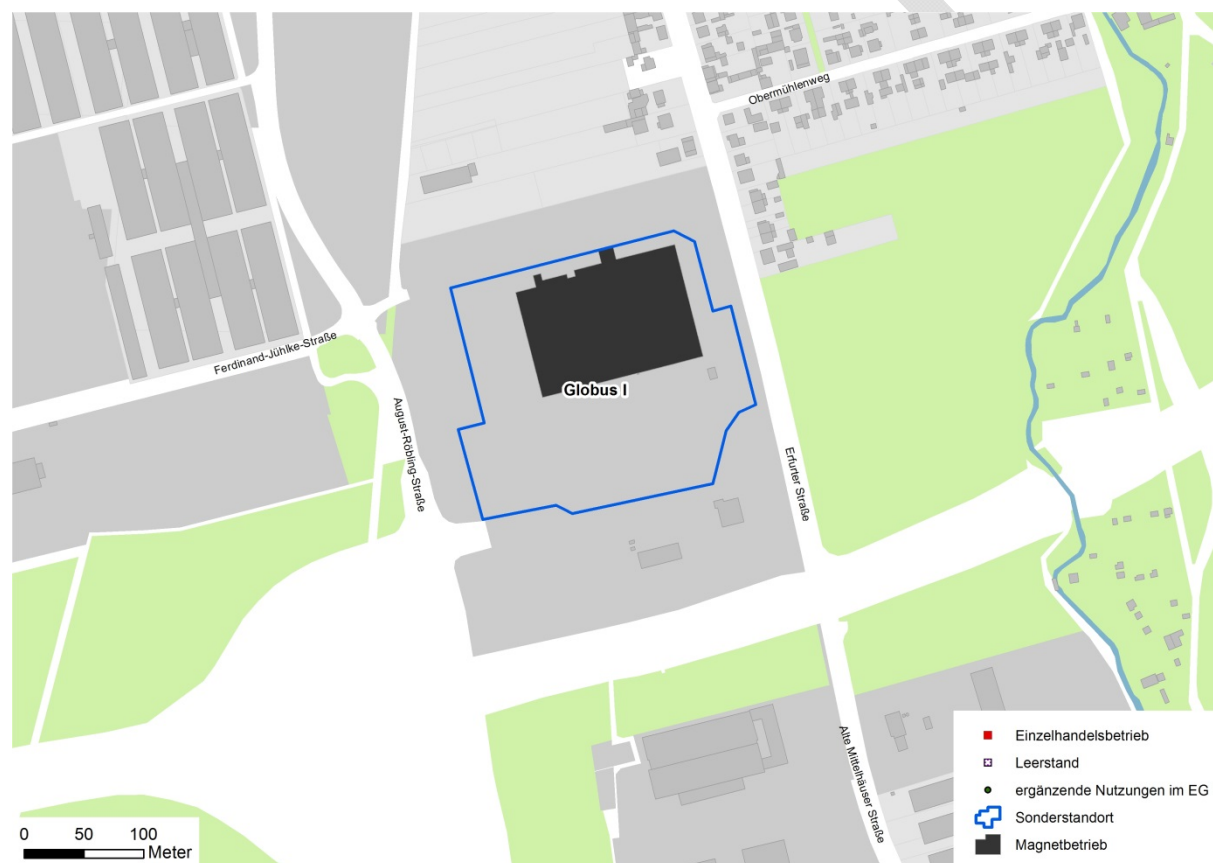 Obermühlenweg
Ferdinand-Jühlke-Straße
Globus I
August-Röbling-Straße
Erfurter Straße
Alte Mittelhäuser Straße
Einzelhandelsbetrieb
Leerstand
ergänzende Nutzungen im EG
Sonderstandort
Magnetbetrieb
0 50 100
Meter